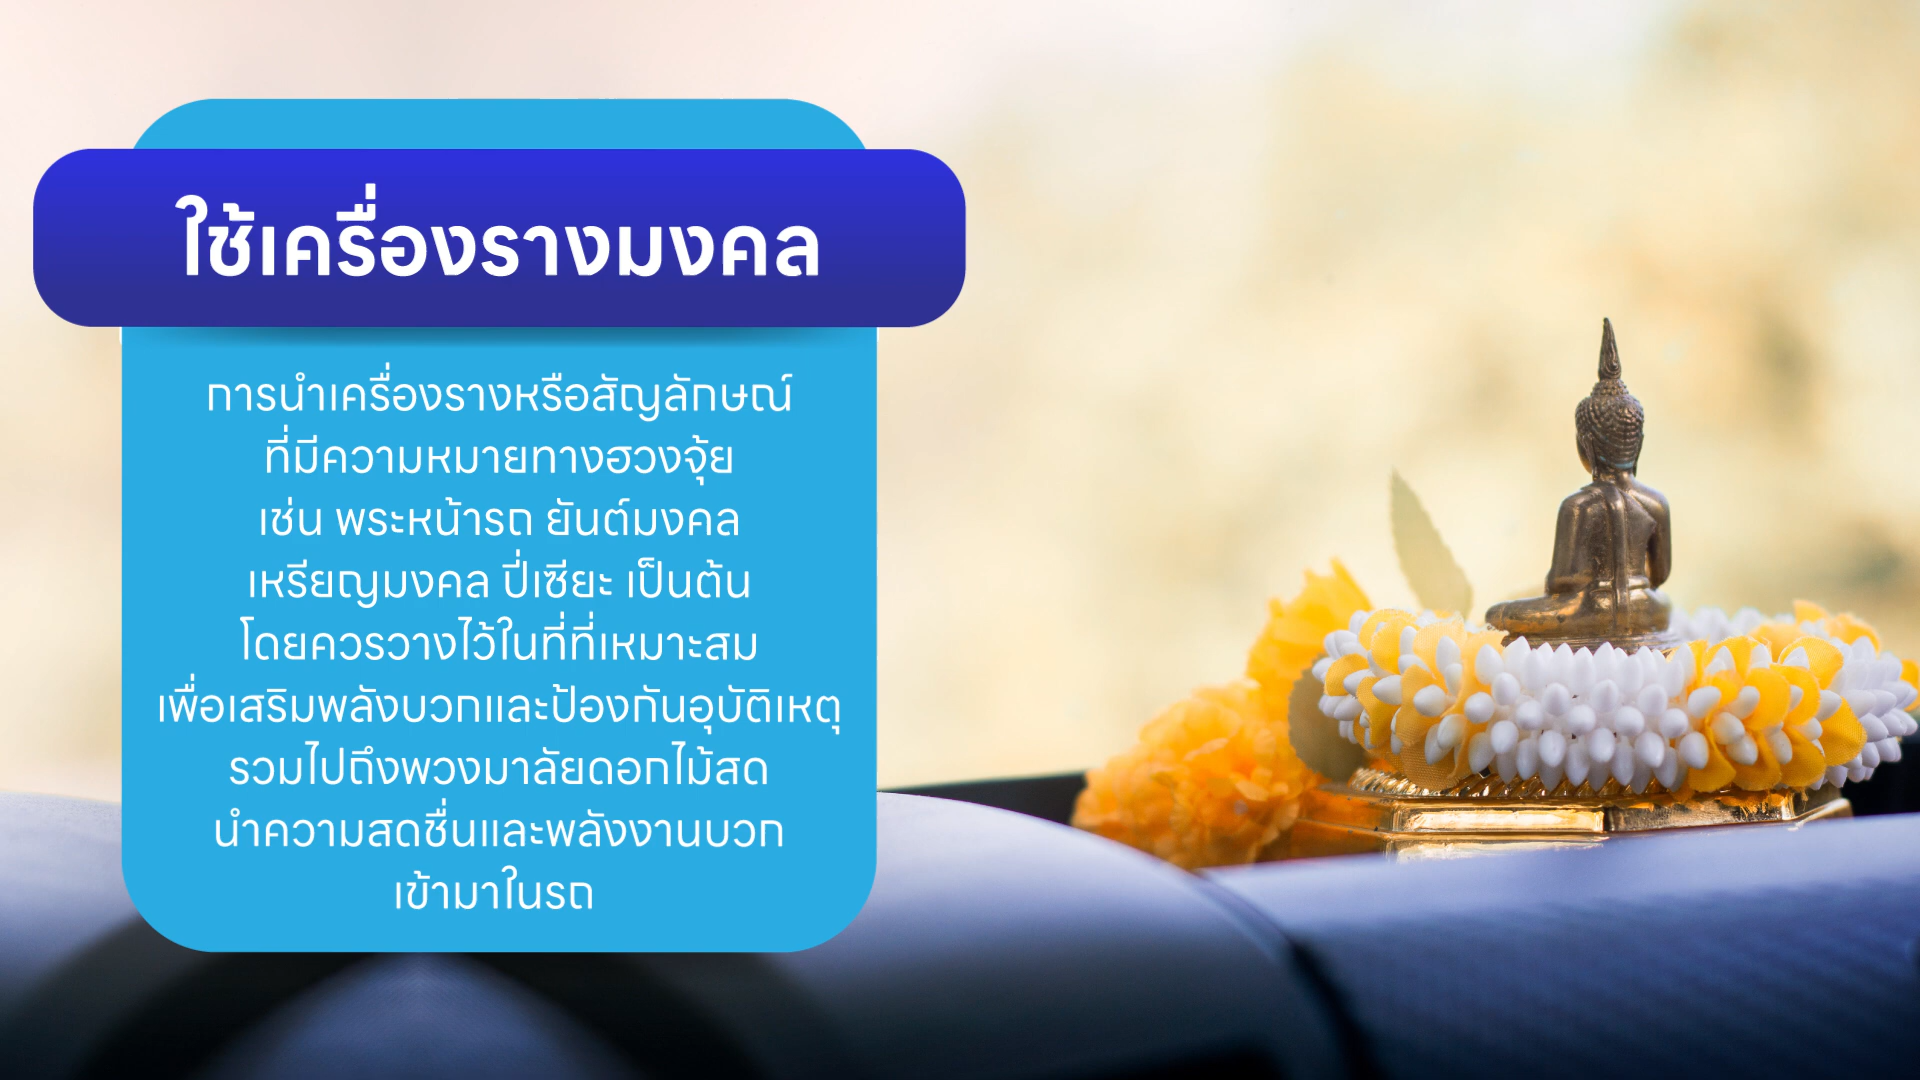 ใช้เครื่องรางมงคล
การนำเครื่องรางหรือสัญลักษณ์
ที่มีความหมายทางฮวงจุ้ย
เช่น พระหน้ารถ ยันต์มงคล
เหรียญมงคล ปี่เซียะ เป็นต้น
โดยควรวางไว้ในที่ที่เหมาะสม
เพื่อเสริมพลังบวกและป้องกันอุบัติเหตุ
รวมไปถึงพวงมาลัยดอกไม้สด
นำความสดชื่นและพลังงานบวก
เข้ามาในรถ